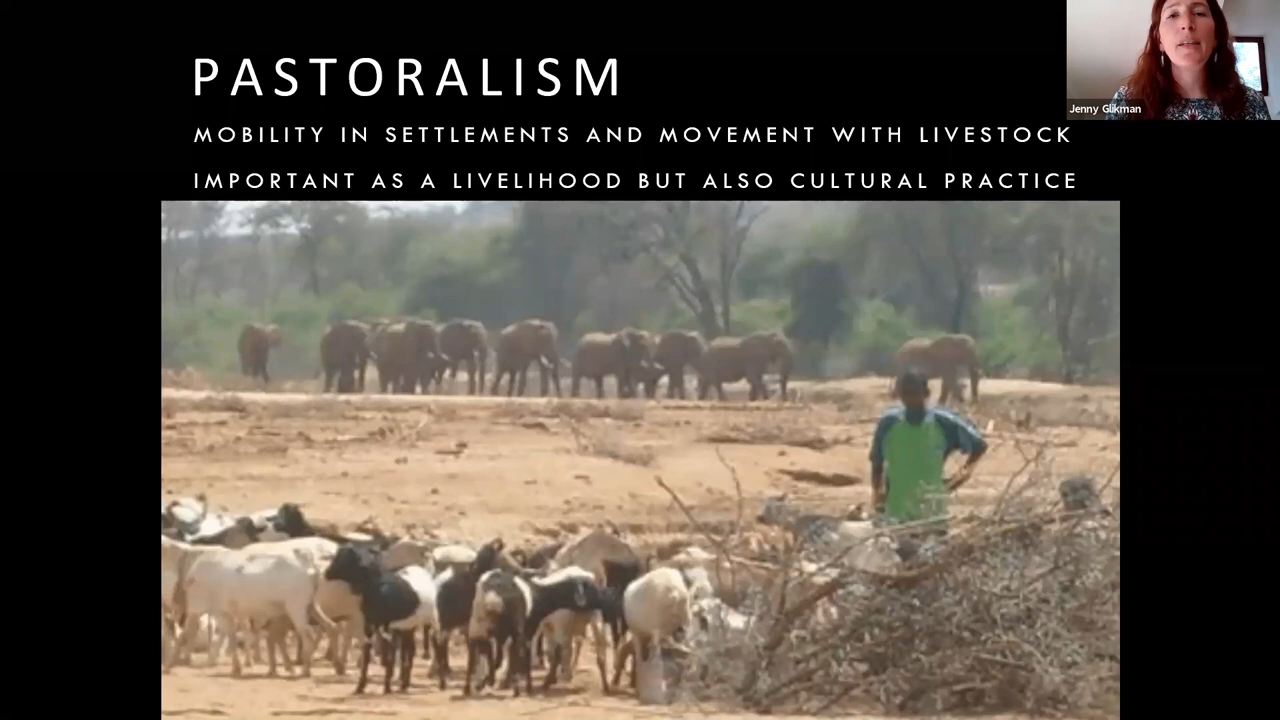 PASTORALISM
MOBILITY IN SETTLEMENTS AND MOVEMENT WITH LIVESTOCK
IMPORTANT AS A LIVELIHOOD BUT ALSO CULTURAL PRACTICE
Jenny Glikman